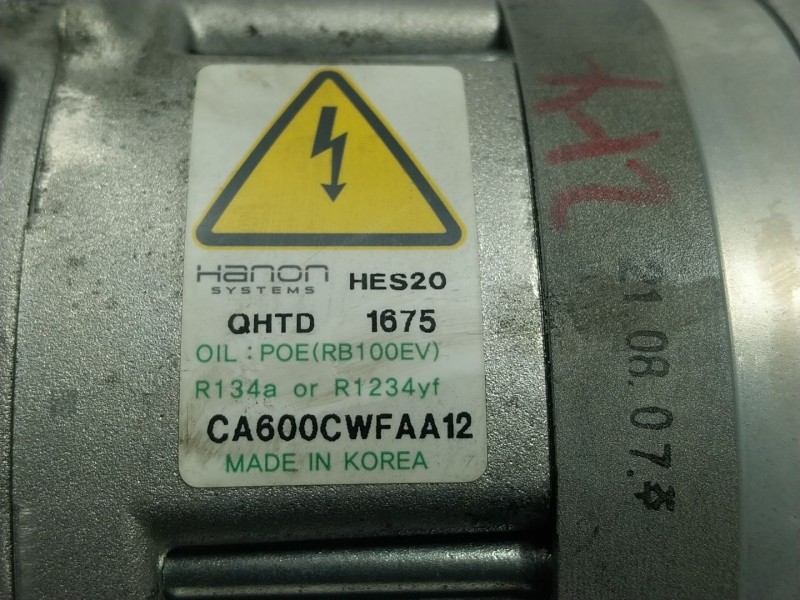 Hanon
SYSTEMS HES20
QHTD 1675
OIL : POE(RB100EV)
R134a or R1234yf
CA600CWFAA12
MADE IN KOREA
21.08.07.